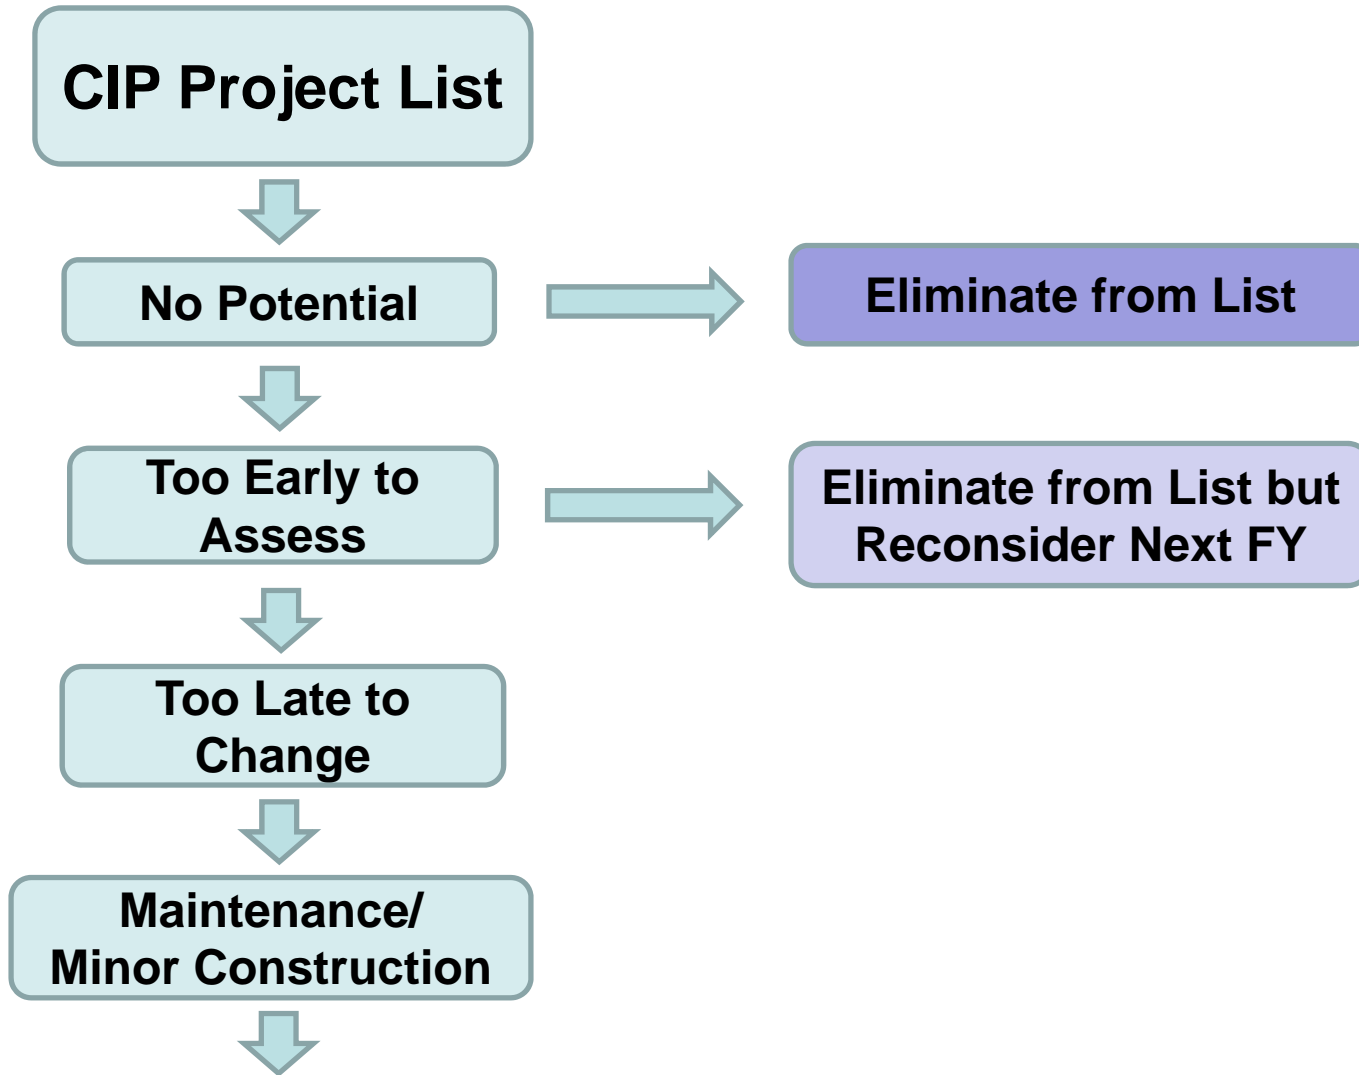 CIP Project List
No Potential
Eliminate from List
Too Early to
Assess
Eliminate from List but
Reconsider Next FY
Too Late to
Change
Maintenance/
Minor Construction